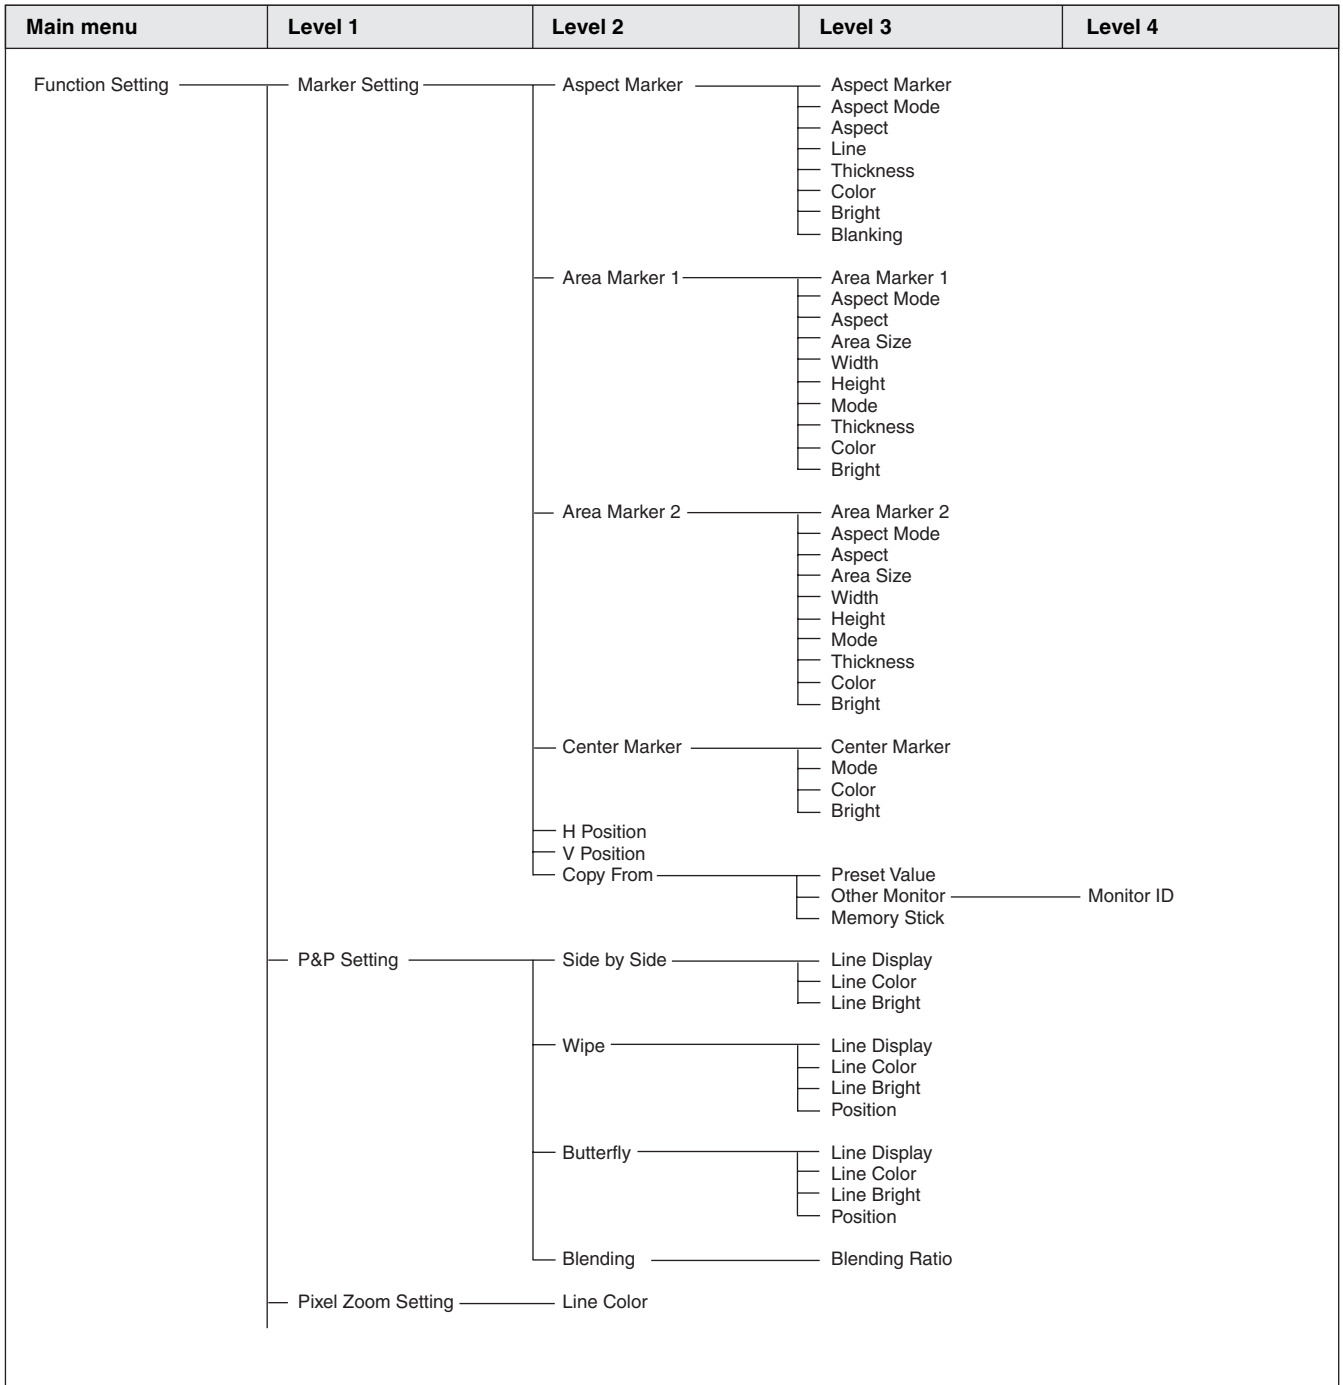 Main menu Level 1 Level 2 Level 3 Level 4
Function Setting Marker Setting Aspect Marker Aspect Marker
Aspect Mode
Aspect
Line
Thickness
Color
Bright
Blanking
Area Marker 1 Area Marker 1
Aspect Mode
Aspect
Area Size
Width
Height
Mode
Thickness
Color
Bright
Area Marker 2 Area Marker 2
Aspect Mode
Aspect
Area Size
Width
Height
Mode
Thickness
Color
Bright
Center Marker Center Marker
Mode
Color
Bright
H Position
V Position
Copy From Preset Value
Other Monitor Monitor ID
Memory Stick
P&P Setting Side by Side Line Display
Line Color
Line Bright
Wipe Line Display
Line Color
Line Bright
Position
Butterfly Line Display
Line Color
Line Bright
Position
Blending Blending Ratio
Pixel Zoom Setting Line Color